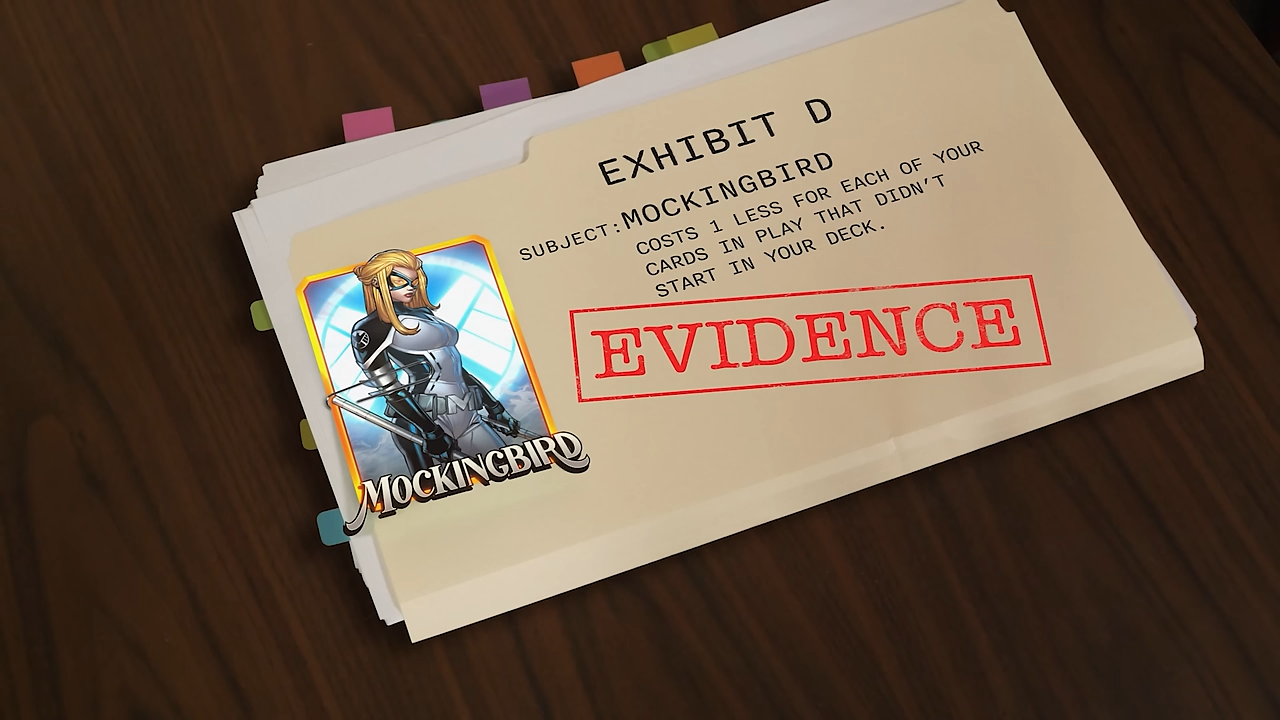 EXHIBIT D
SUBJECT: MOCKINGBIRD
COSTS 1 LESS FOR EACH OF YOUR
CARDS IN PLAY THAT DIDN'T
START IN YOUR DECK.
EVIDENCE
MOCKINGBIRD